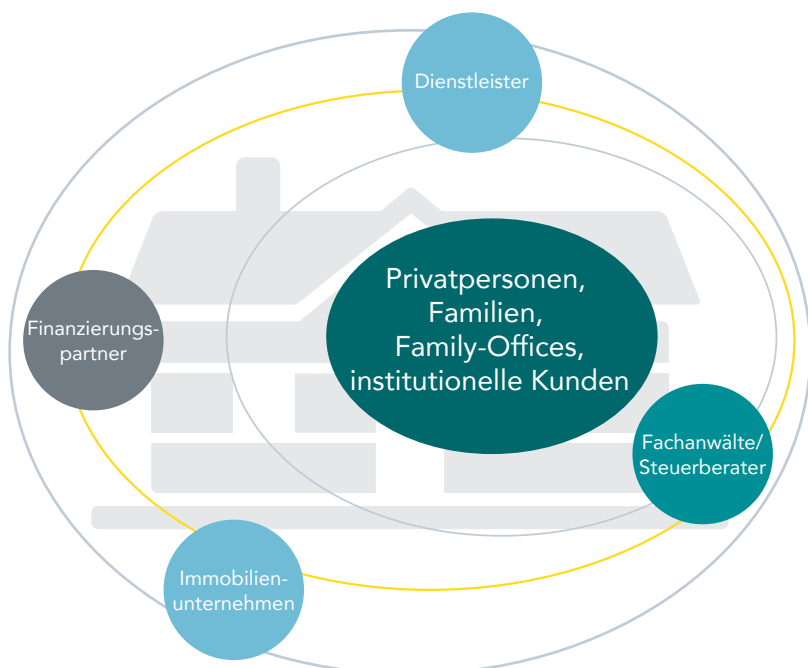 Dienstleister
Privatpersonen,
Familien,
Family-Offices,
institutionelle Kunden
Finanzierungs-
partner
Fachanwälte/
Steuerberater
Immobilien-
unternehmen